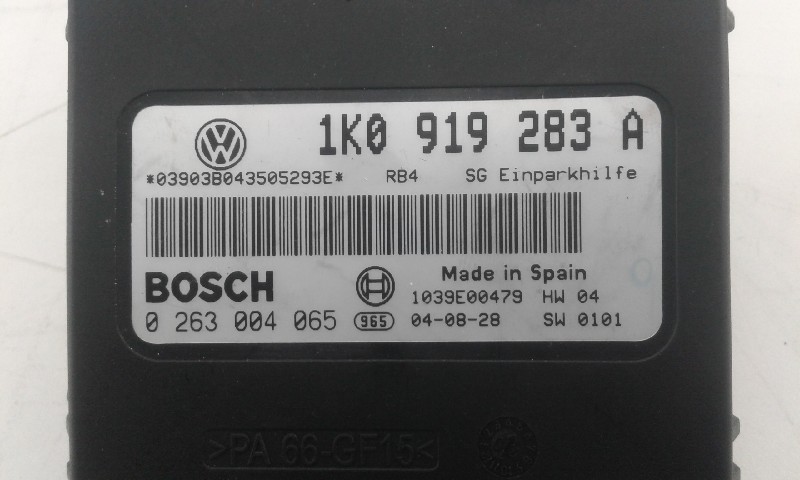 1K0 919 283 A
*03903B043505293E* RB4 SG Einparkhilfe
BOSCH Made in Spain
1039E00479 HW 04
0 263 004 065 965 04-08-28 SW 0101
>PA 66-GF15<